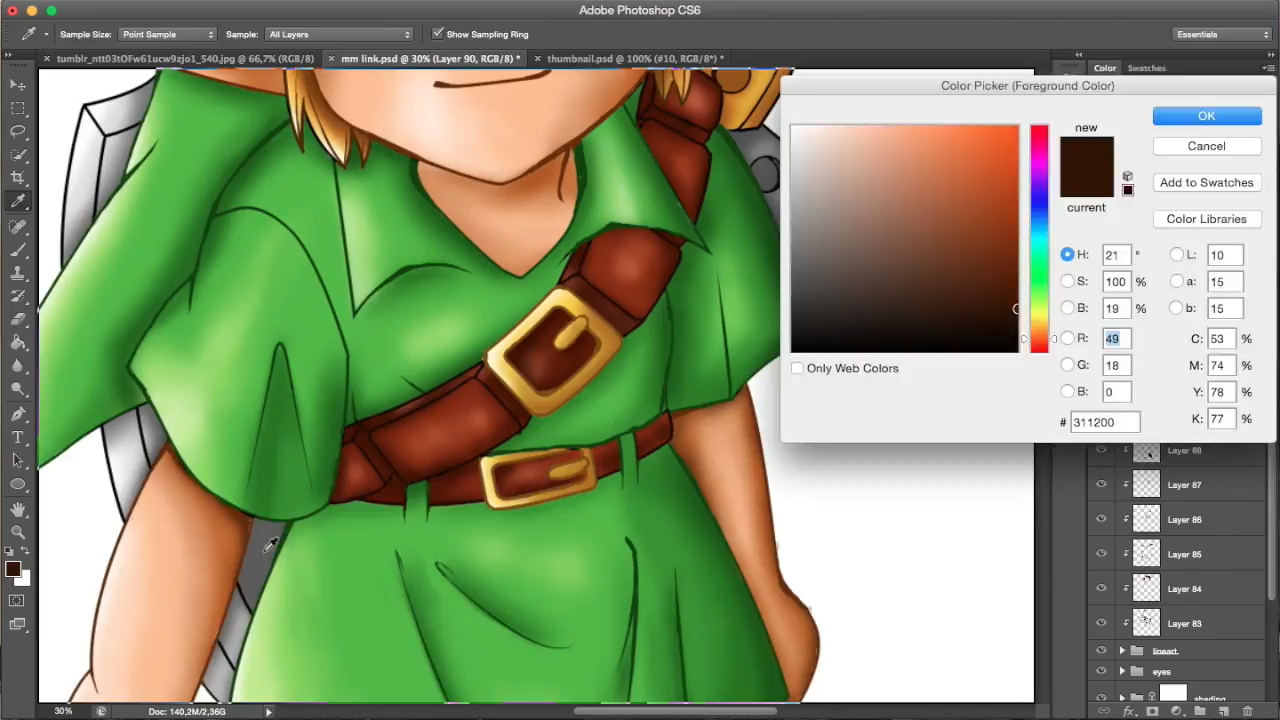 Adobe Photoshop CS6
Sample Size: Point Sample Sample: All Layers Show Sampling Ring Essentials
tumblr_ntt03tOFw61ucw9zjo1_540.jpg @ 66,7% (RGB/8) mm link.psd @ 30% (Layer 90, RGB/8) * thumbnail.psd @ 100% (#10, RGB/8*) *
Color Swatches
Color Picker (Foreground Color)
new
current
OK
Cancel
Add to Swatches
Color Libraries
H: 21 ° L: 10
S: 100 % a: 15
B: 19 % b: 15
R: 49 C: 53 %
G: 18 M: 74 %
B: 0 Y: 78 %
# 311200 K: 77 %
Only Web Colors
Layer 88
Layer 87
Layer 86
Layer 85
Layer 84
Layer 83
lineart.
eyes
shading
30% Doc: 140,2M/2,36G